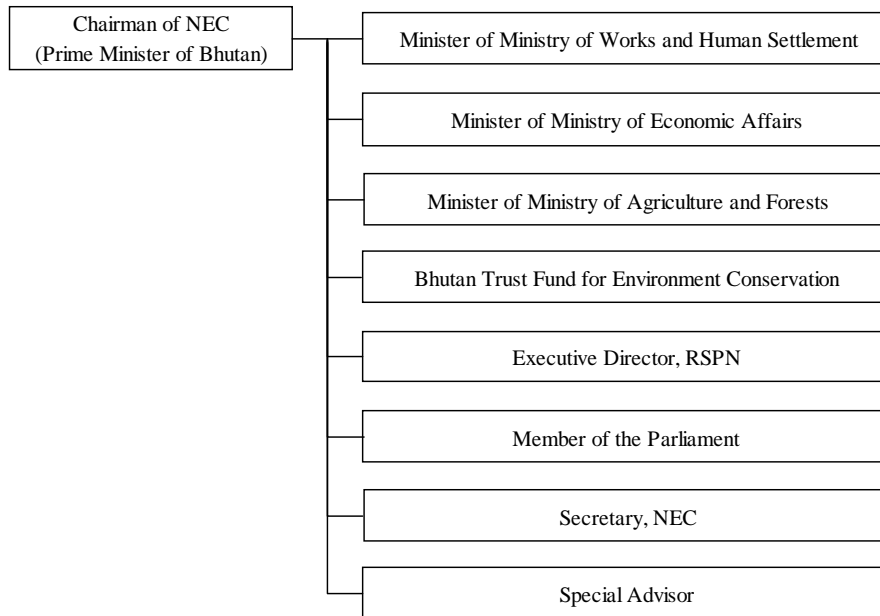 Chairman of NEC
(Prime Minister of Bhutan)
Minister of Ministry of Works and Human Settlement
Minister of Ministry of Economic Affairs
Minister of Ministry of Agriculture and Forests
Bhutan Trust Fund for Environment Conservation
Executive Director, RSPN
Member of the Parliament
Secretary, NEC
Special Advisor